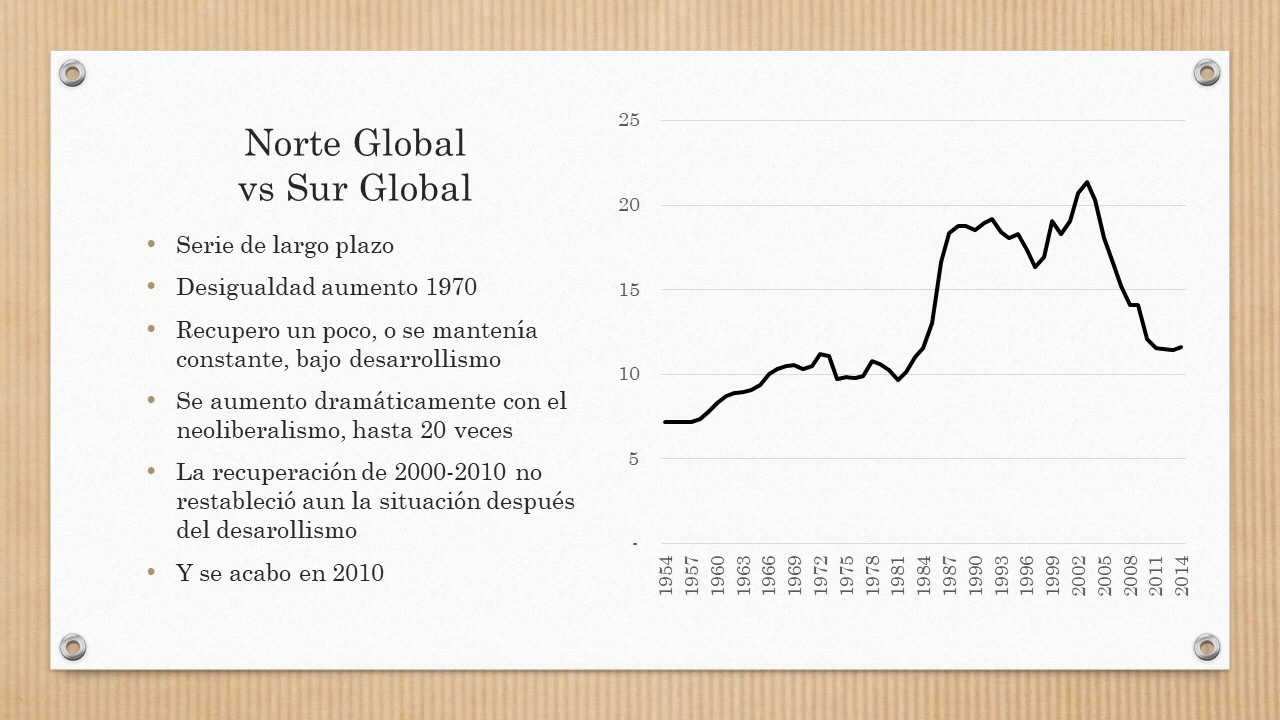 Norte Global
vs Sur Global
• Serie de largo plazo
• Desigualdad aumento 1970
• Recupero un poco, o se mantenía
constante, bajo desarrollismo
• Se aumento dramáticamente con el
neoliberalismo, hasta 20 veces
• La recuperación de 2000-2010 no
restableció aun la situación después
del desarollismo
• Y se acabo en 2010
25
20
15
10
5
-
1954 1957 1960 1963 1966 1969 1972 1975 1978 1981 1984 1987 1990 1993 1996 1999 2002 2005 2008 2011 2014